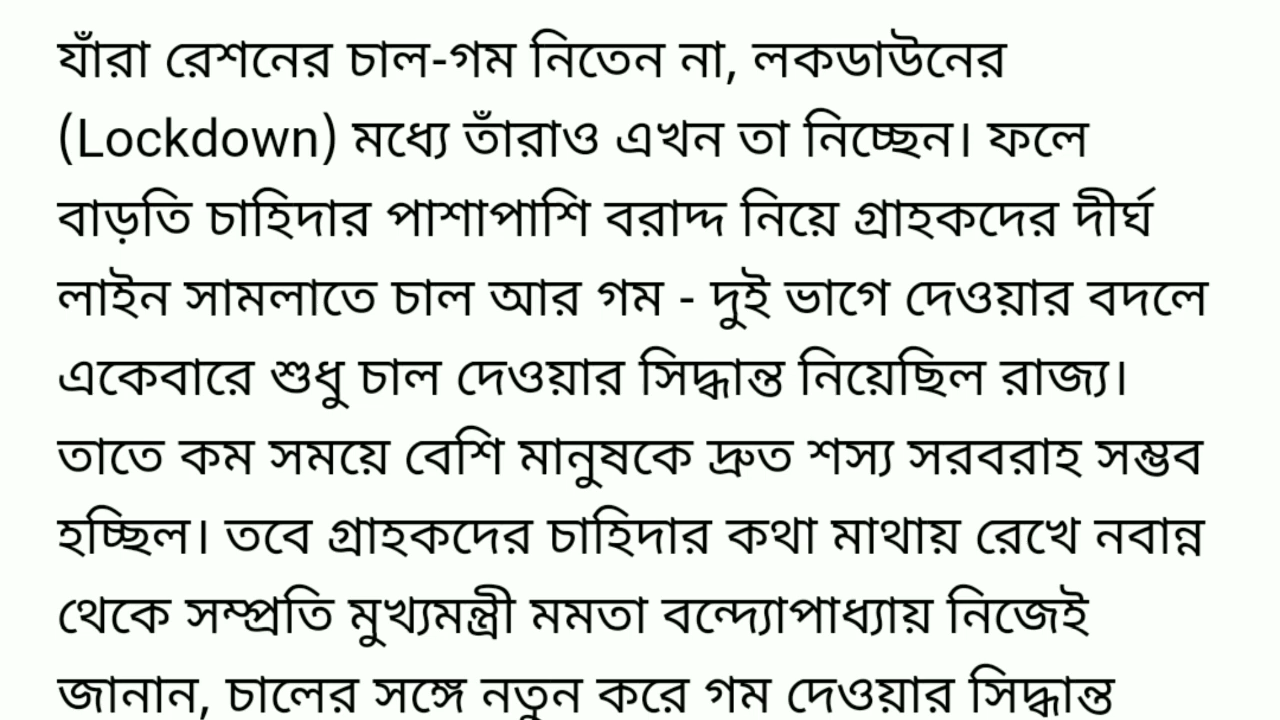 যাঁরা রেশনের চাল-গম নিতেন না, লকডাউনের
(Lockdown) মধ্যে তাঁরাও এখন তা নিচ্ছেন। ফলে
বাড়তি চাহিদার পাশাপাশি বরাদ্দ নিয়ে গ্রাহকদের দীর্ঘ
লাইন সামলাতে চাল আর গম - দুই ভাগে দেওয়ার বদলে
একেবারে শুধু চাল দেওয়ার সিদ্ধান্ত নিয়েছিল রাজ্য।
তাতে কম সময়ে বেশি মানুষকে দ্রুত শস্য সরবরাহ সম্ভব
হচ্ছিল। তবে গ্রাহকদের চাহিদার কথা মাথায় রেখে নবান্ন
থেকে সম্প্রতি মুখ্যমন্ত্রী মমতা বন্দ্যোপাধ্যায় নিজেই
জানান, চালের সঙ্গে নতুন করে গম দেওয়ার সিদ্ধান্ত